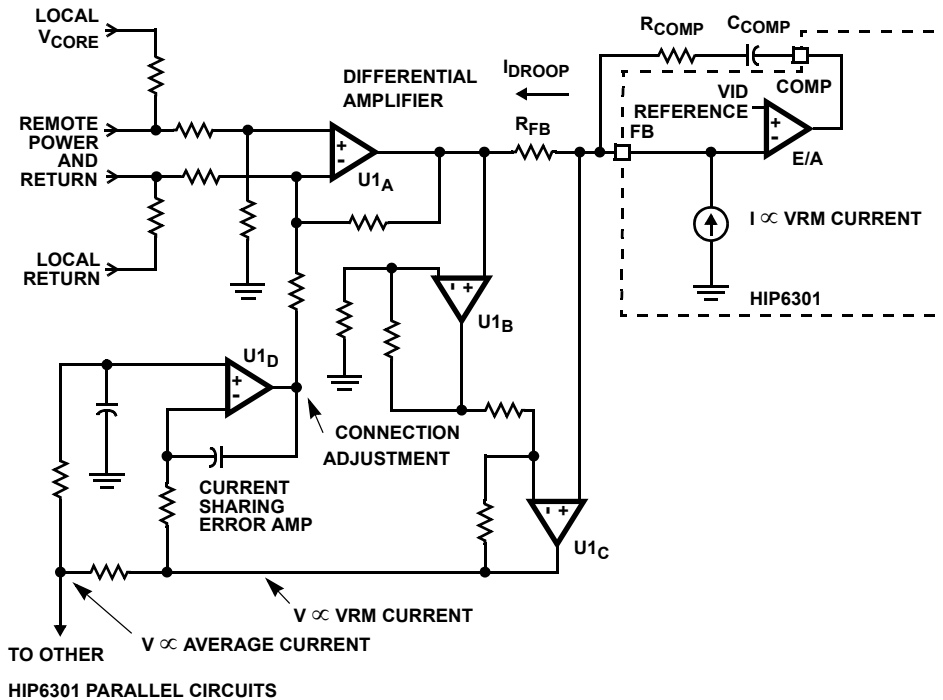 LOCAL
VCORE
REMOTE
POWER
AND
RETURN
LOCAL
RETURN
DIFFERENTIAL
AMPLIFIER
+
-
U1A
IDROOP
RFB
RCOMP
CCOMP
COMP
VID
REFERENCE
FB
+
-
E/A
I ∝ VRM CURRENT
HIP6301
- +
U1B
U1D
+
-
CONNECTION
ADJUSTMENT
CURRENT
SHARING
ERROR AMP
- +
U1C
V ∝ VRM CURRENT
V ∝ AVERAGE CURRENT
TO OTHER
HIP6301 PARALLEL CIRCUITS